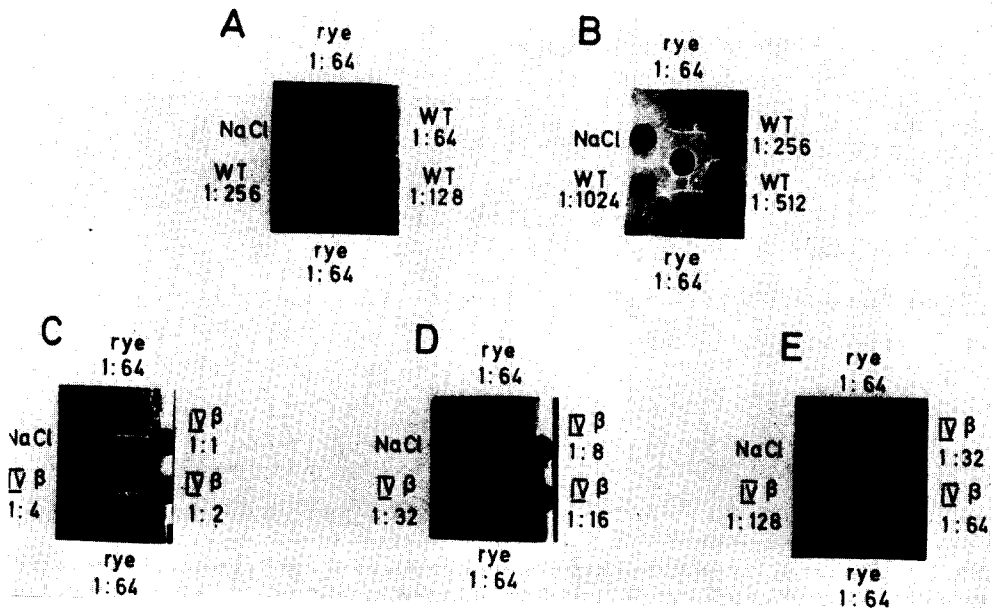 A
rye
1:64
NaCl
WT
1:64
WT
1:256
WT
1:128
rye
1:64
B
rye
1:64
NaCl
WT
1:256
WT
1:1024
WT
1:512
rye
1:64
C
rye
1:64
NaCl
IV β
1:1
IV β
1:4
IV β
1:2
rye
1:64
D
rye
1:64
NaCl
IV β
1:8
IV β
1:32
IV β
1:16
rye
1:64
E
rye
1:64
NaCl
IV β
1:32
IV β
1:128
IV β
1:64
rye
1:64